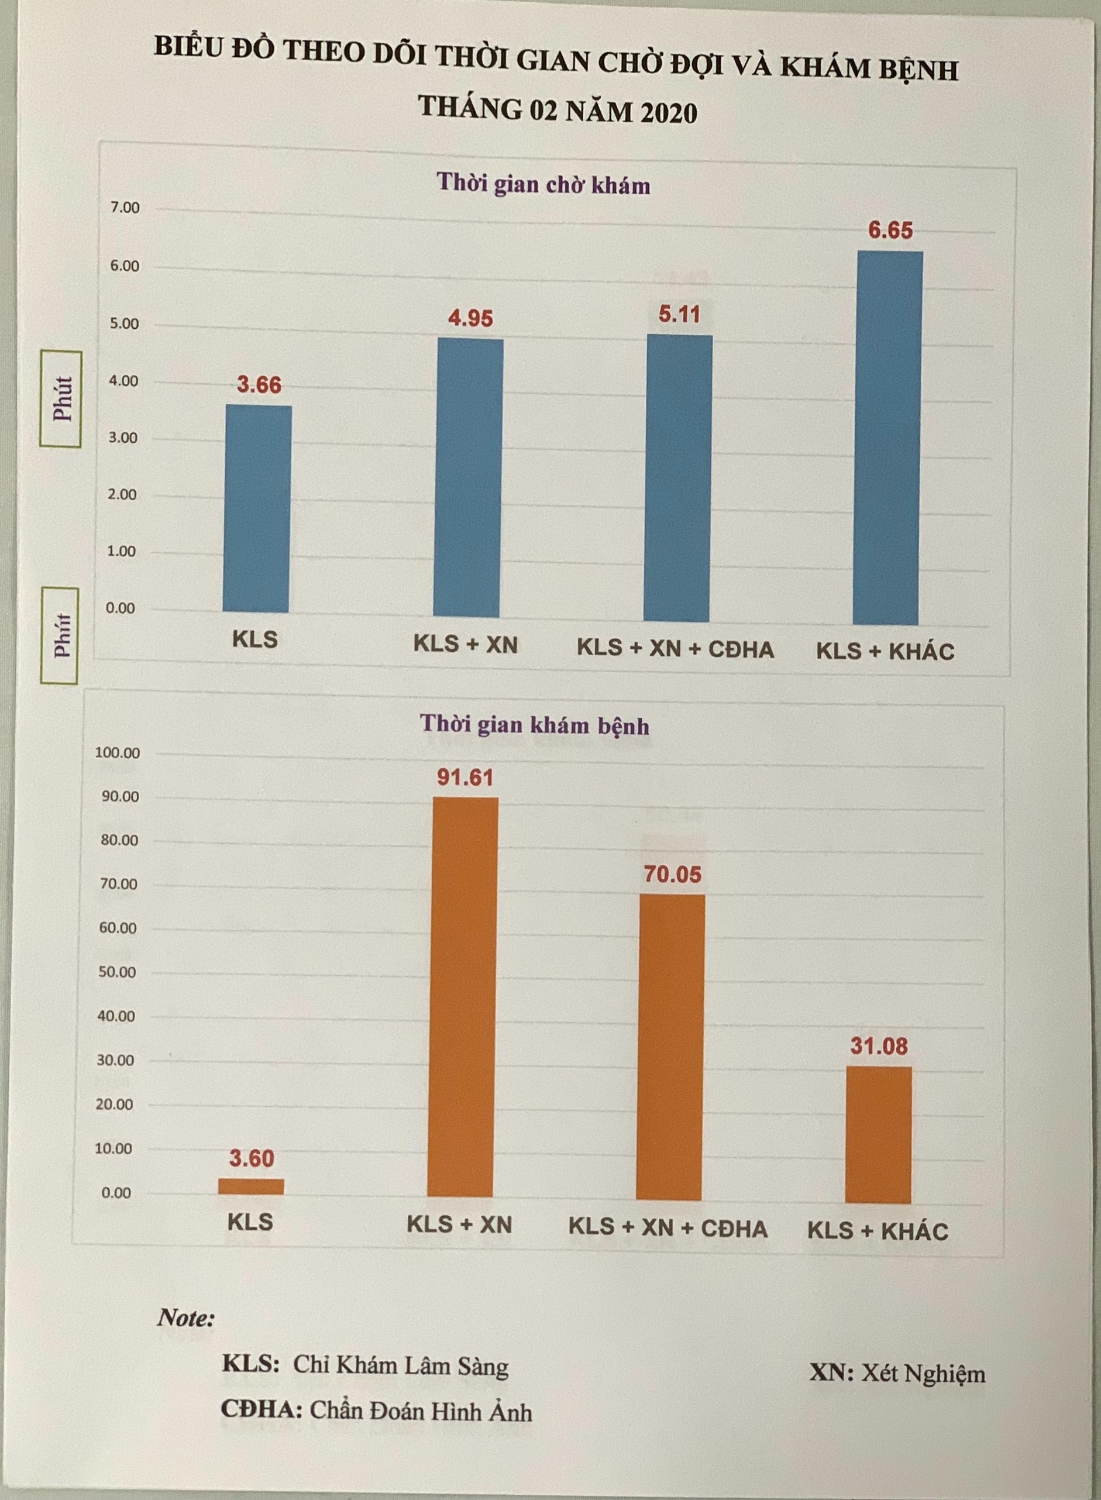 BIỂU ĐỒ THEO DÕI THỜI GIAN CHỜ ĐỢI VÀ KHÁM BỆNH
THÁNG 02 NĂM 2020
Thời gian chờ khám
7.00
6.00
5.00
4.00
3.00
2.00
1.00
0.00
Phút
3.66
4.95
5.11
6.65
KLS
KLS + XN
KLS + XN + CĐHA
KLS + KHÁC
Phút
Thời gian khám bệnh
100.00
90.00
80.00
70.00
60.00
50.00
40.00
30.00
20.00
10.00
0.00
3.60
91.61
70.05
31.08
KLS
KLS + XN
KLS + XN + CĐHA
KLS + KHÁC
Note:
KLS: Chỉ Khám Lâm Sàng
XN: Xét Nghiệm
CĐHA: Chẩn Đoán Hình Ảnh